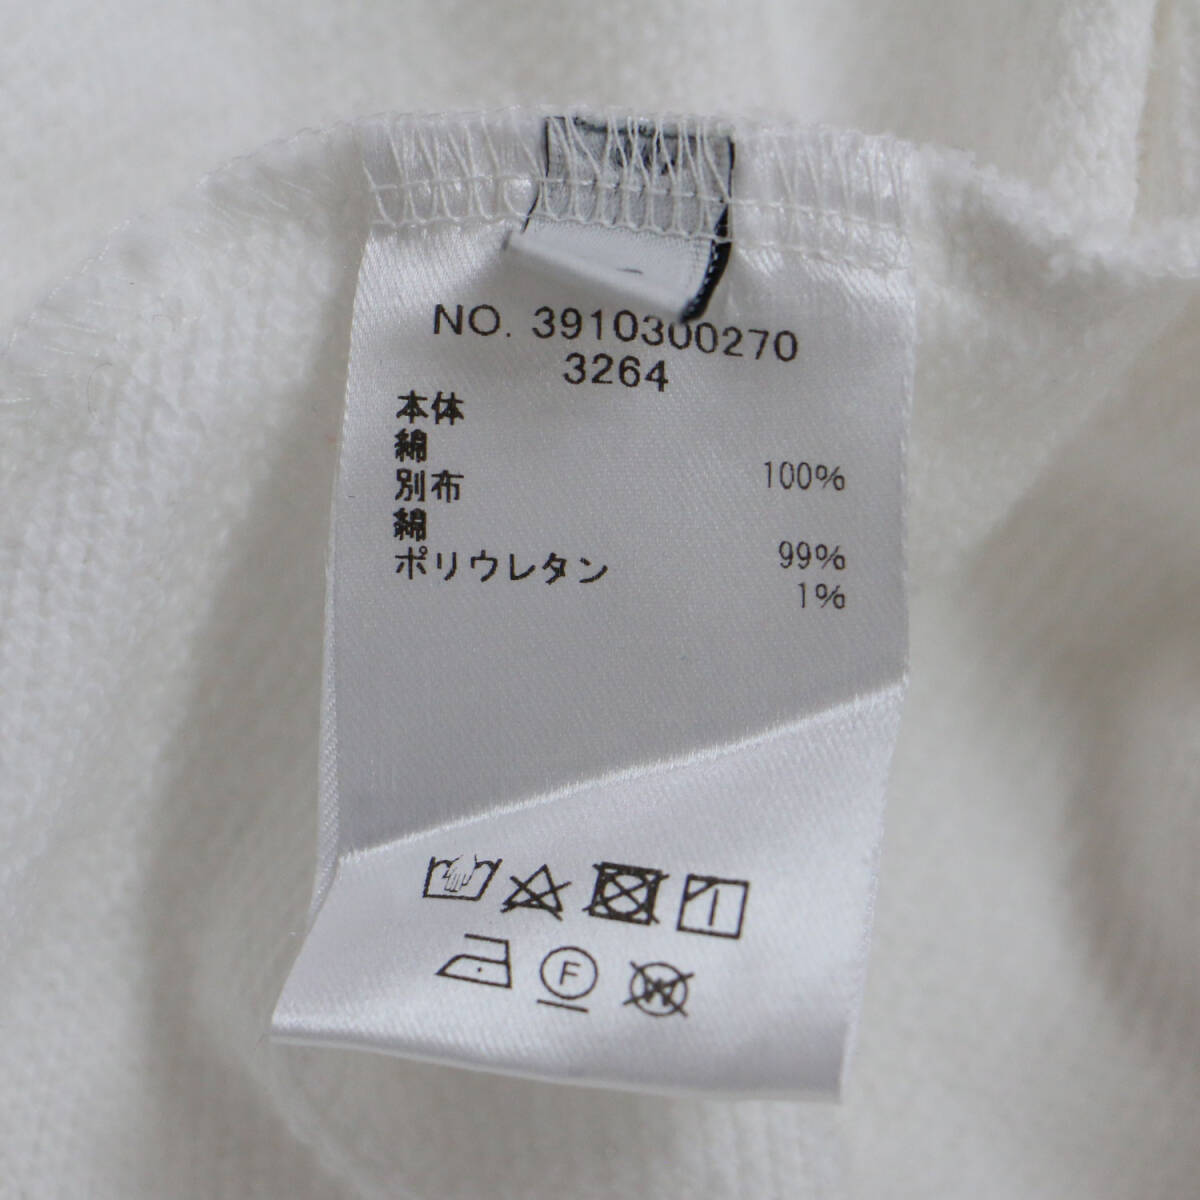 NO. 3910300270
3264
本体
綿 100%
別布
綿 99%
ポリウレタン 1%
F
W